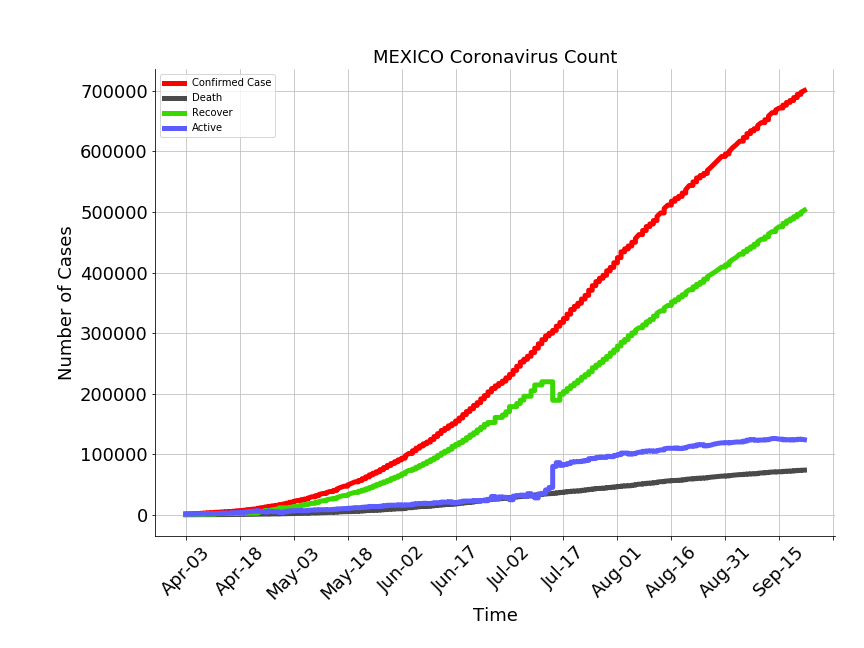 MEXICO Coronavirus Count
Confirmed Case
Death
Recover
Active
Number of Cases
700000
600000
500000
400000
300000
200000
100000
0
Apr-03
Apr-18
May-03
May-18
Jun-02
Jun-17
Jul-02
Jul-17
Aug-01
Aug-16
Aug-31
Sep-15
Time